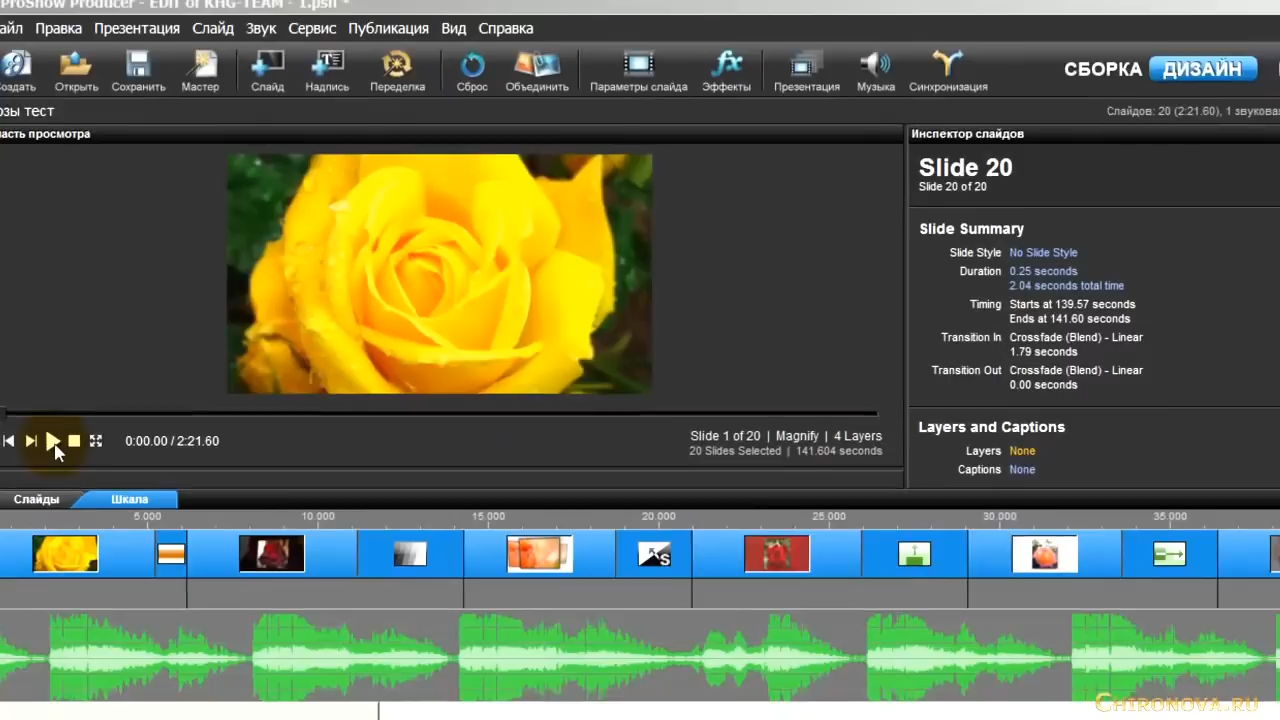 ProShow Producer - EDIT of KHG-TEAM - 1.psh *
айл Правка Презентация Слайд Звук Сервис Публикация Вид Справка
оздать Открыть Сохранить Мастер Слайд Надпись Переделка Сброс Объединить Параметры слайда Эффекты Презентация Музыка Синхронизация
СБОРКА ДИЗАЙН
озы тест
Слайдов: 20 (2:21.60), 1 звукова
асть просмотра
Инспектор слайдов
Slide 20
Slide 20 of 20
Slide Summary
Slide Style No Slide Style
Duration 0.25 seconds
2.04 seconds total time
Timing Starts at 139.57 seconds
Ends at 141.60 seconds
Transition In Crossfade (Blend) - Linear
1.79 seconds
Transition Out Crossfade (Blend) - Linear
0.00 seconds
Layers and Captions
Layers None
Captions None
0:00.00 / 2:21.60
Slide 1 of 20 | Magnify | 4 Layers
20 Slides Selected | 141.604 seconds
Слайды Шкала
5.000 10.000 15.000 20.000 25.000 30.000 35.000
S
Chironova.ru